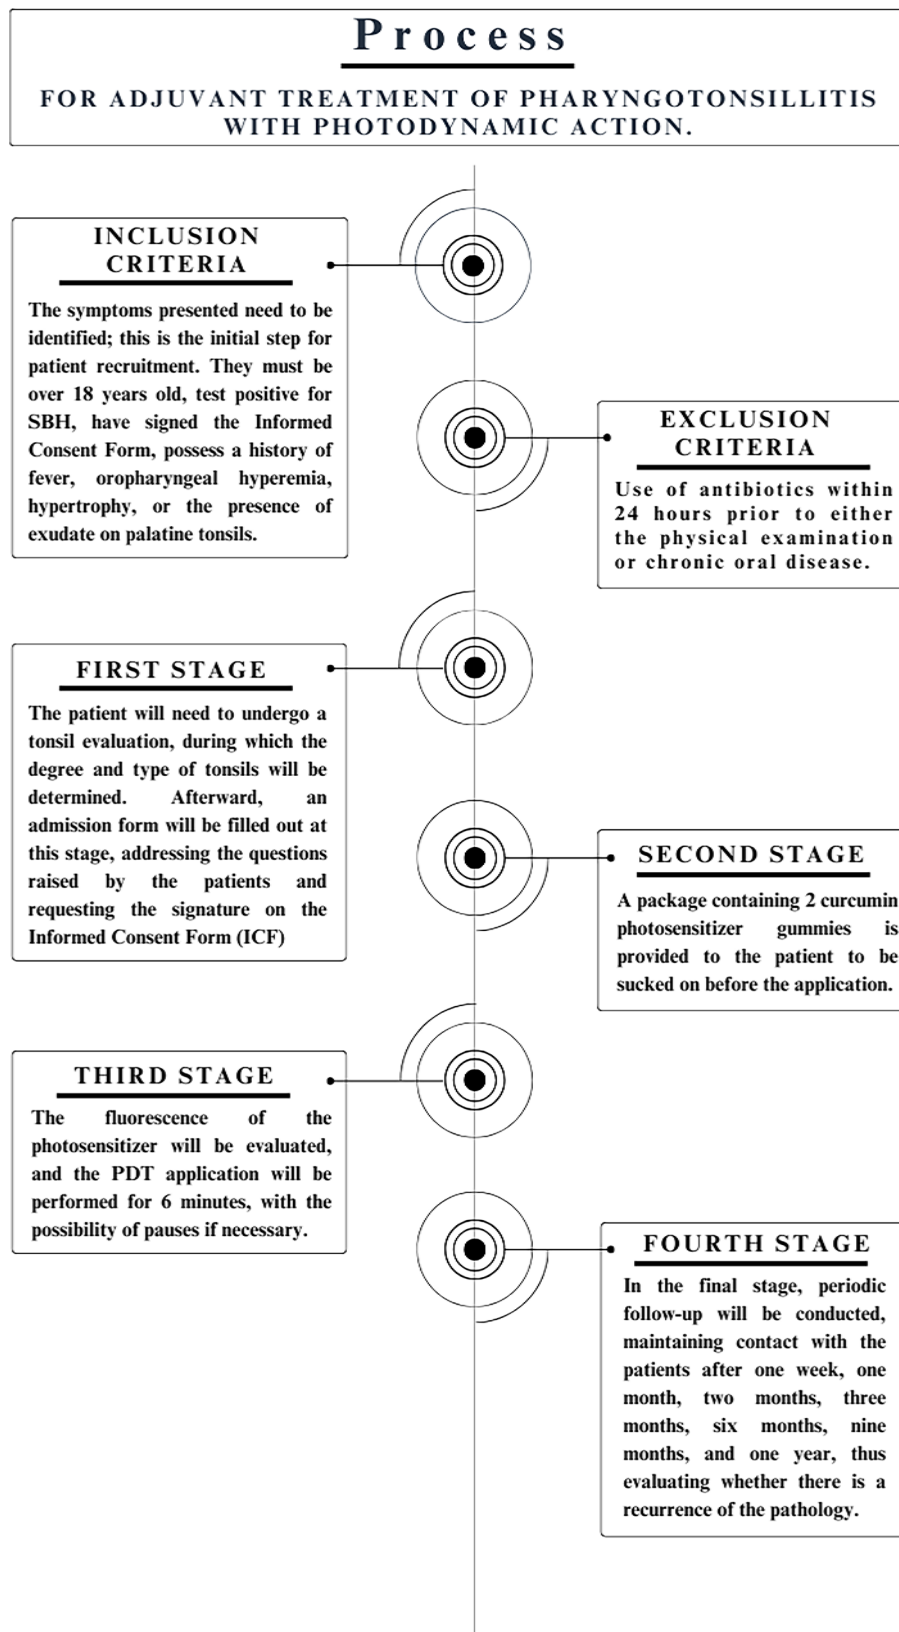 Process
FOR ADJUVANT TREATMENT OF PHARYNGOTONSILLITIS
WITH PHOTODYNAMIC ACTION.
INCLUSION
CRITERIA
The symptoms presented need to be
identified; this is the initial step for
patient recruitment. They must be
over 18 years old, test positive for
SBH, have signed the Informed
Consent Form, possess a history of
fever, oropharyngeal hyperemia,
hypertrophy, or the presence of
exudate on palatine tonsils.
EXCLUSION
CRITERIA
Use of antibiotics within
24 hours prior to either
the physical examination
or chronic oral disease.
FIRST STAGE
The patient will need to undergo a
tonsil evaluation, during which the
degree and type of tonsils will be
determined. Afterward, an
admission form will be filled out at
this stage, addressing the questions
raised by the patients and
requesting the signature on the
Informed Consent Form (ICF)
SECOND STAGE
A package containing 2 curcumin
photosensitizer gummies is
provided to the patient to be
sucked on before the application.
THIRD STAGE
The fluorescence of the
photosensitizer will be evaluated,
and the PDT application will be
performed for 6 minutes, with the
possibility of pauses if necessary.
FOURTH STAGE
In the final stage, periodic
follow-up will be conducted,
maintaining contact with the
patients after one week, one
month, two months, three
months, six months, nine
months, and one year, thus
evaluating whether there is a
recurrence of the pathology.